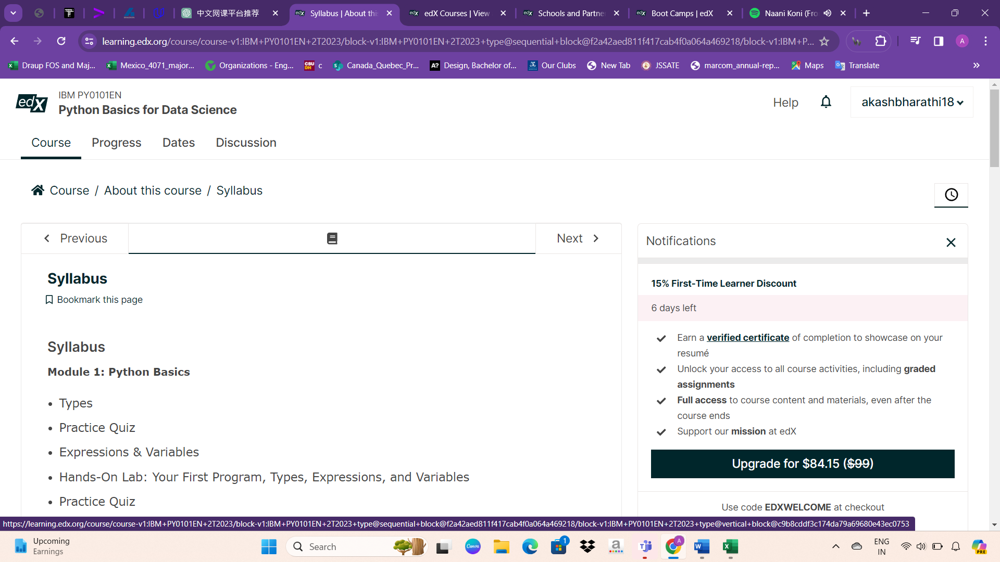 中文网课平台推荐
Syllabus | About thi
edX Courses | View
Schools and Partne
Boot Camps | edX
Naani Koni (Fro
learning.edx.org/course/course-v1:IBM+PY0101EN+2T2023/block-v1:IBM+PY0101EN+2T2023+type@sequential+block@f2a42aed811f417cab4f0a064a469218/block-v1:IBM+P...
A
Draup FOS and Maj...
Mexico_4071_major...
Organizations - Eng...
c
Canada_Quebec_Pr...
Design, Bachelor of...
Our Clubs
New Tab
JSSATE
marcom_annual-rep...
Maps
Translate
edX
IBM PY0101EN
Python Basics for Data Science
Help
akashbharathi18
Course
Progress
Dates
Discussion
Course / About this course / Syllabus
Previous
Next
Notifications
Syllabus
Bookmark this page
15% First-Time Learner Discount
6 days left
Syllabus
Module 1: Python Basics
• Types
• Practice Quiz
• Expressions & Variables
• Hands-On Lab: Your First Program, Types, Expressions, and Variables
• Practice Quiz
Earn a verified certificate of completion to showcase on your
resumé
Unlock your access to all course activities, including graded
assignments
Full access to course content and materials, even after the
course ends
Support our mission at edX
Upgrade for $84.15 ($99)
Use code EDXWELCOME at checkout
https://learning.edx.org/course/course-v1:IBM+PY0101EN+2T2023/block-v1:IBM+PY0101EN+2T2023+type@sequential+block@f2a42aed811f417cab4f0a064a469218/block-v1:IBM+PY0101EN+2T2023+type@vertical+block@c9b8cddf3c174da79a69680e43ec0753
Upcoming
Earnings
Search
Canva
1
A
ENG
IN
PRE